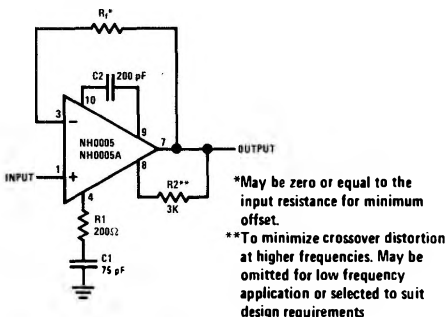 Rf*
C2
200 pF
10
3
NH0005
NH0005A
9
7
OUTPUT
INPUT
1
8
4
R2**
3K
R1
200Ω
C1
75 pF
*May be zero or equal to the
input resistance for minimum
offset.
**To minimize crossover distortion
at higher frequencies. May be
omitted for low frequency
application or selected to suit
design requirements